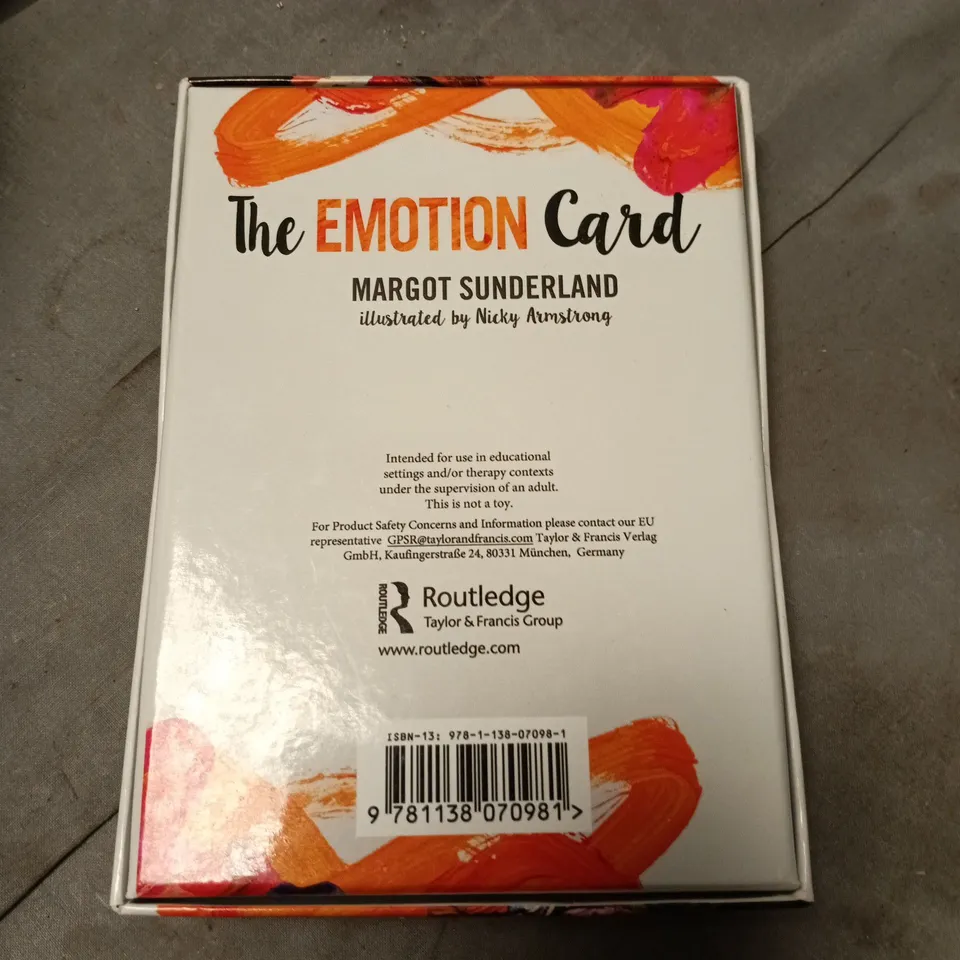 The EMOTION Card
MARGOT SUNDERLAND
illustrated by Nicky Armstrong
Intended for use in educational
settings and/or therapy contexts
under the supervision of an adult.
This is not a toy.
For Product Safety Concerns and Information please contact our EU
representative GPSR@taylorandfrancis.com Taylor & Francis Verlag
GmbH, Kaufingerstraße 24, 80331 München, Germany
ROUTLEDGE
Routledge
Taylor & Francis Group
www.routledge.com
ISBN-13: 978-1-138-07098-1
9 781138 070981 >